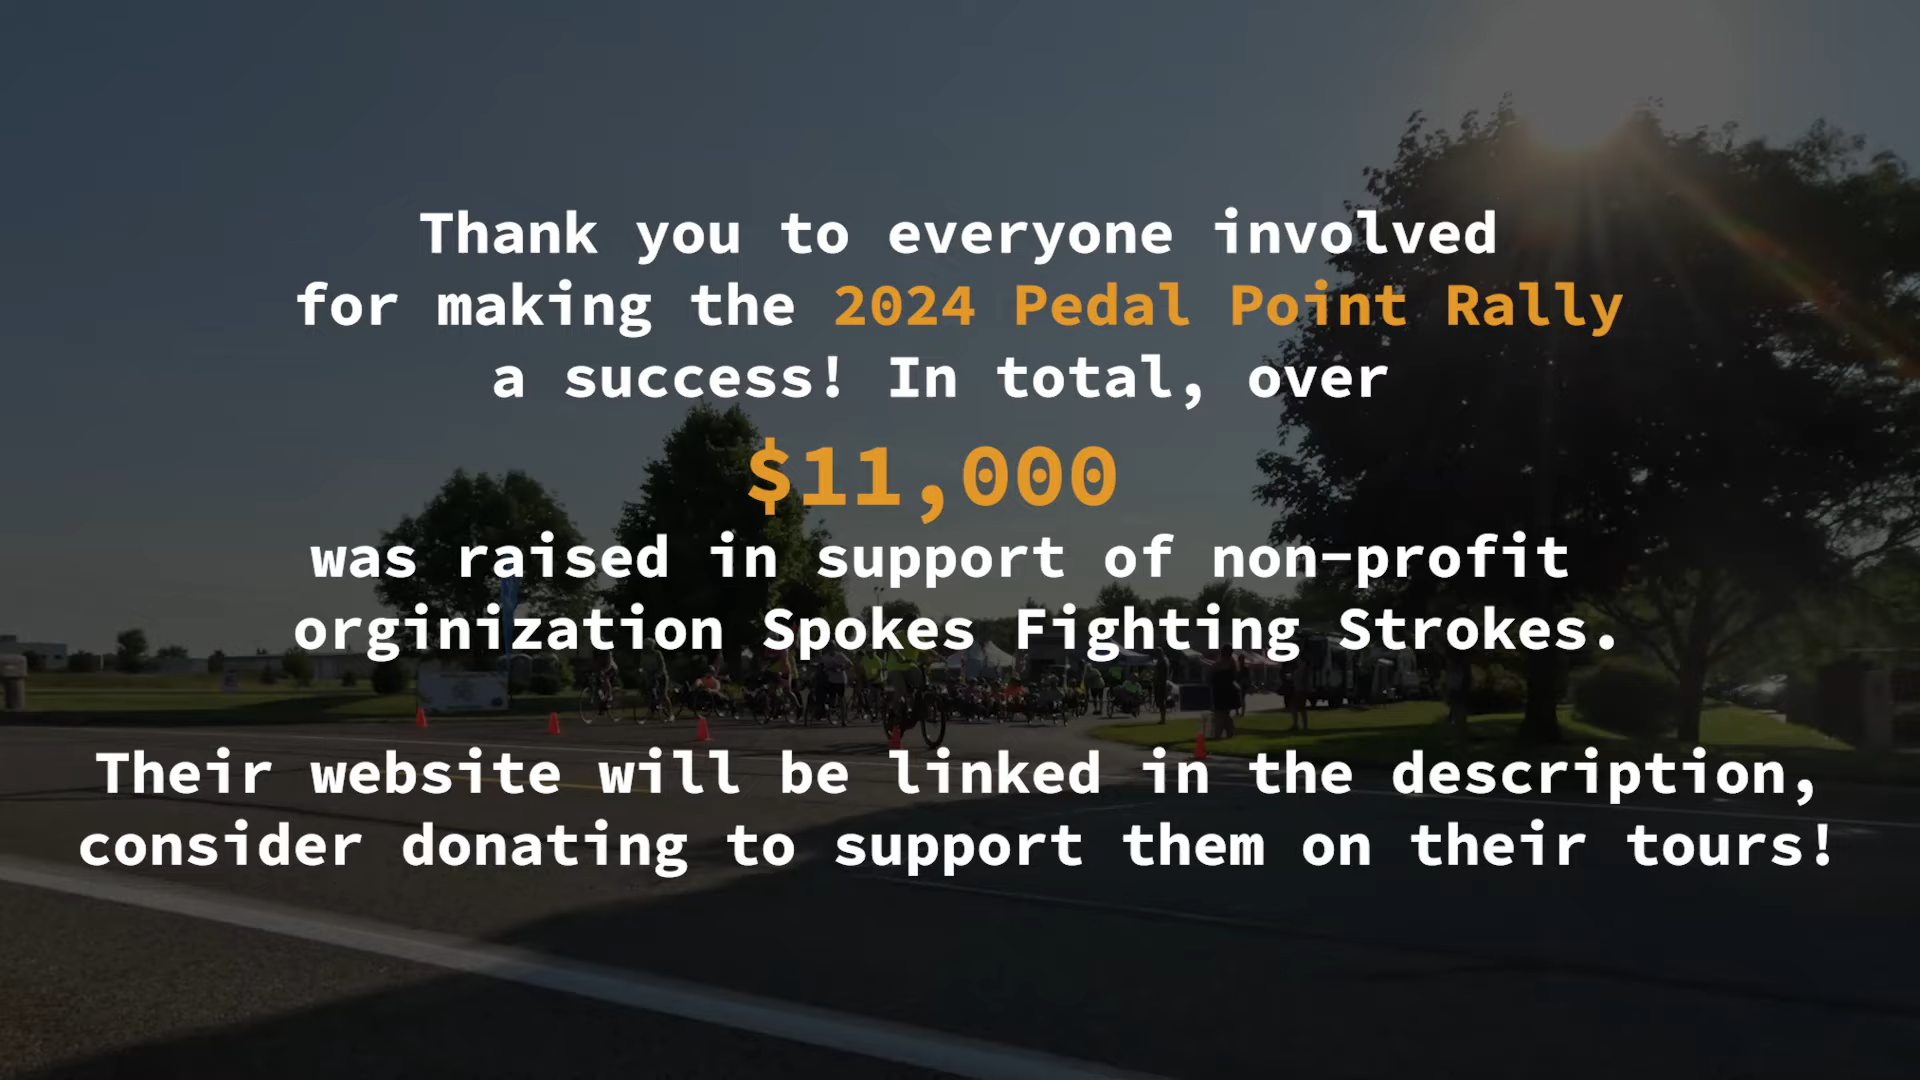 Thank you to everyone involved
for making the 2024 Pedal Point Rally
a success! In total, over
$11,000
was raised in support of non-profit
orginization Spokes Fighting Strokes.
Their website will be linked in the description,
consider donating to support them on their tours!